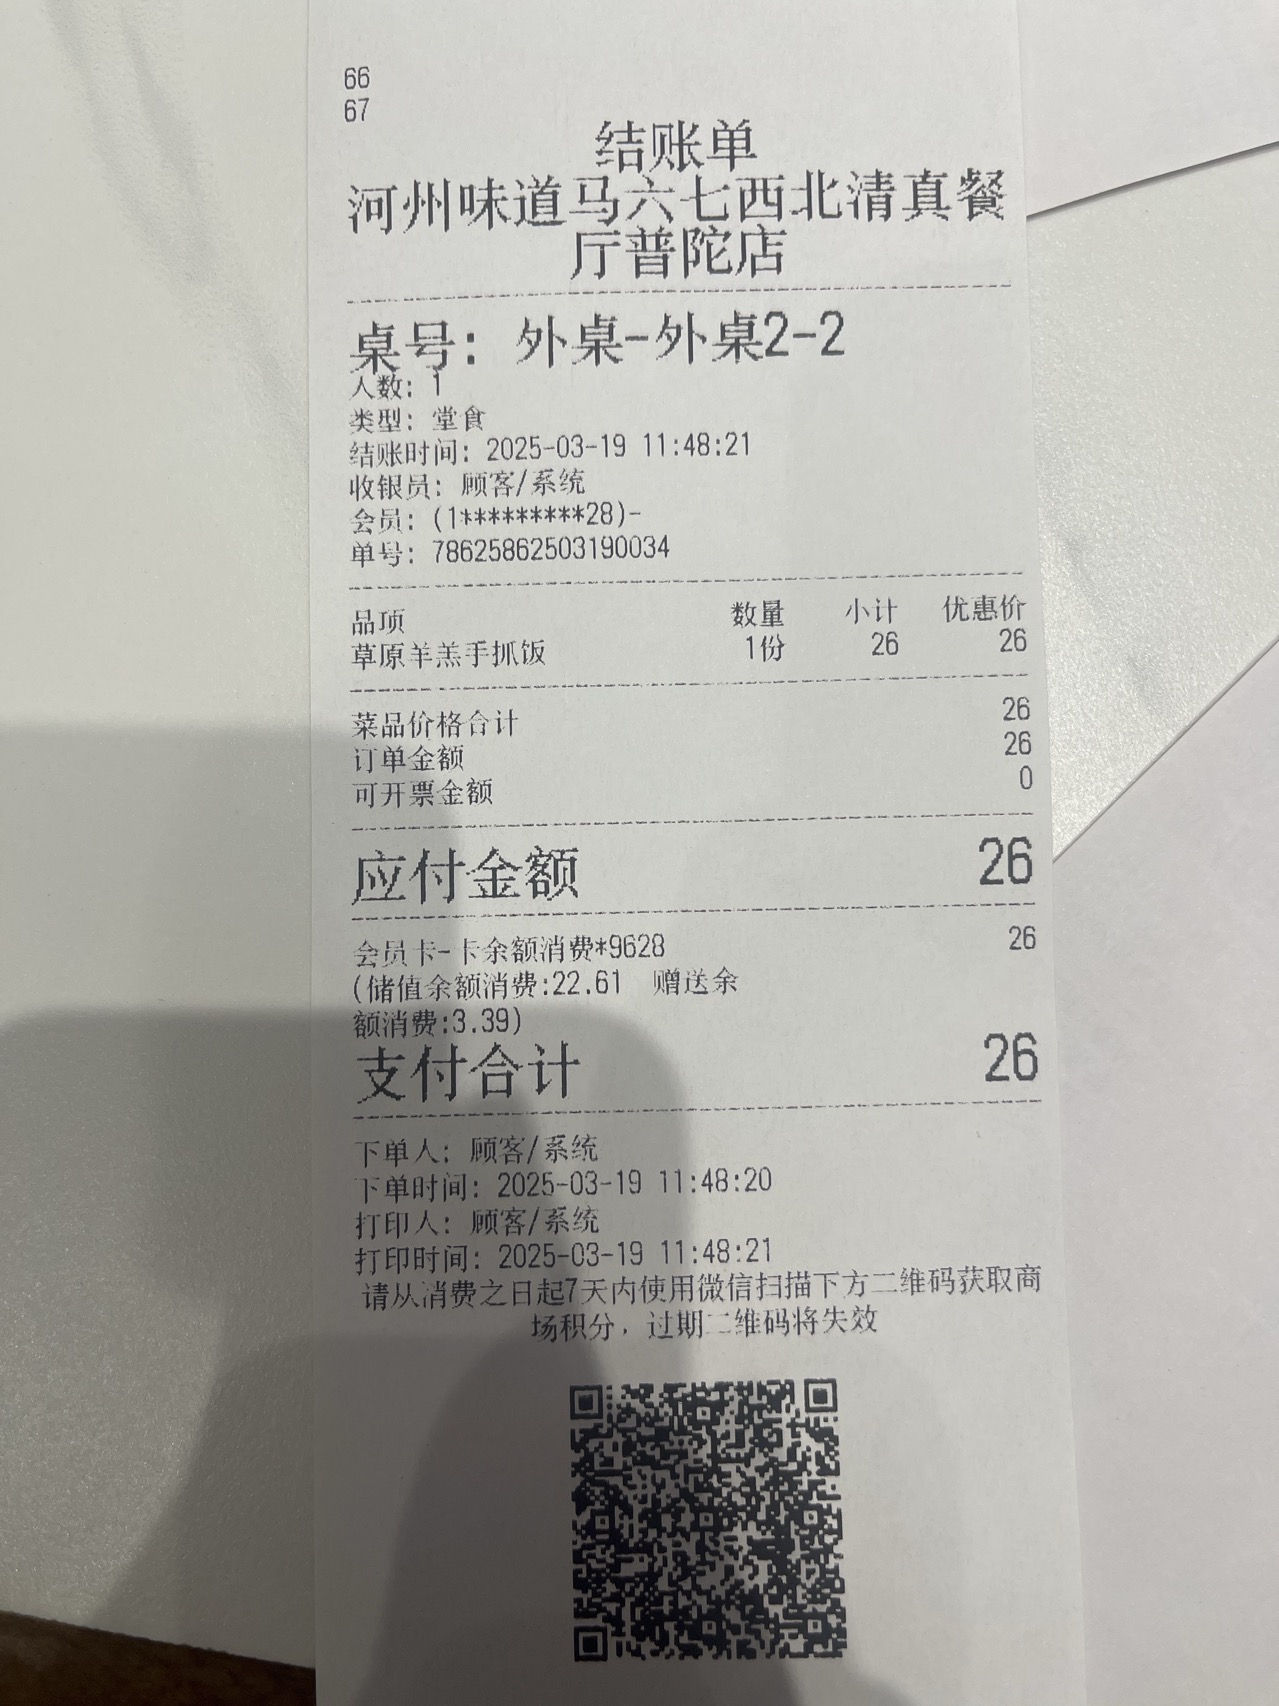 66
67
结账单
河州味道马六七西北清真餐
厅普陀店
桌号：外桌-外桌2-2
人数：1
类型：堂食
结账时间：2025-03-19 11:48:21
收银员：顾客/系统
会员：(1*********28)-
单号：78625862503190034
品项 数量 小计 优惠价
草原羊羔手抓饭 1份 26 26
菜品价格合计 26
订单金额 26
可开票金额 0
应付金额 26
会员卡-卡余额消费*9628 26
(储值余额消费:22.61 赠送余
额消费:3.39)
支付合计 26
下单人：顾客/系统
下单时间：2025-03-19 11:48:20
打印人：顾客/系统
打印时间：2025-03-19 11:48:21
请从消费之日起7天内使用微信扫描下方二维码获取商
场积分，过期二维码将失效